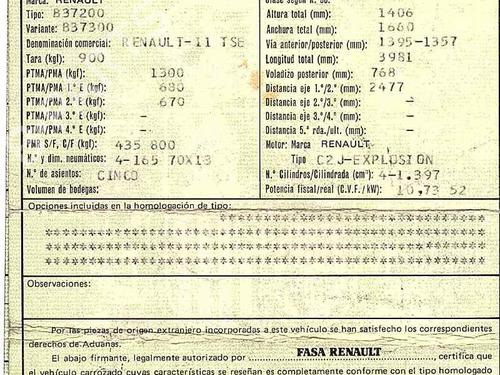 Marca: RENAULT
Tipo: B37200
Variante: B37300
Denominación comercial: RENAULT-11 TSE
Tara (kgf): 900
PTMA/PMA (kgf): 1300
PTMA/PMA 1.º E (kgf): 680
PTMA/PMA 2.º E (kgf): 670
PTMA/PMA 3.º E (kgf): -
PTMA/PMA 4.º E (kgf): -
PMR S/F, C/F (kgf): 435 800
N.º y dim. neumáticos: 4-165 70X13
N.º de asientos: CINCO
Volumen de bodegas:
Altura total (mm): 1406
Anchura total (mm): 1660
Vía anterior/posterior (mm): 1395-1357
Longitud total (mm): 3981
Voladizo posterior (mm): 768
Distancia eje 1.º/2.º (mm): 2477
Distancia eje 2.º/3.º (mm): -
Distancia eje 3.º/4.º (mm): -
Distancia 5.ª rda./ult. (mm): -
Motor: Marca RENAULT
Tipo C2J-EXPLOSION
N.º Cilindros/Cilindrada (cm³): 4-1.397
Potencia fiscal/real (C.V.F./kW): 10,73 52
Opciones incluidas en la homologación de tipo:
Observaciones:
Por las piezas de origen extranjero incorporadas a este vehículo se han satisfecho los correspondientes
derechos de Aduanas.
El abajo firmante, legalmente autorizado por FASA RENAULT, certifica que
el vehículo carrozado cuyas características se reseñan es completamente conforme con el tipo homologado